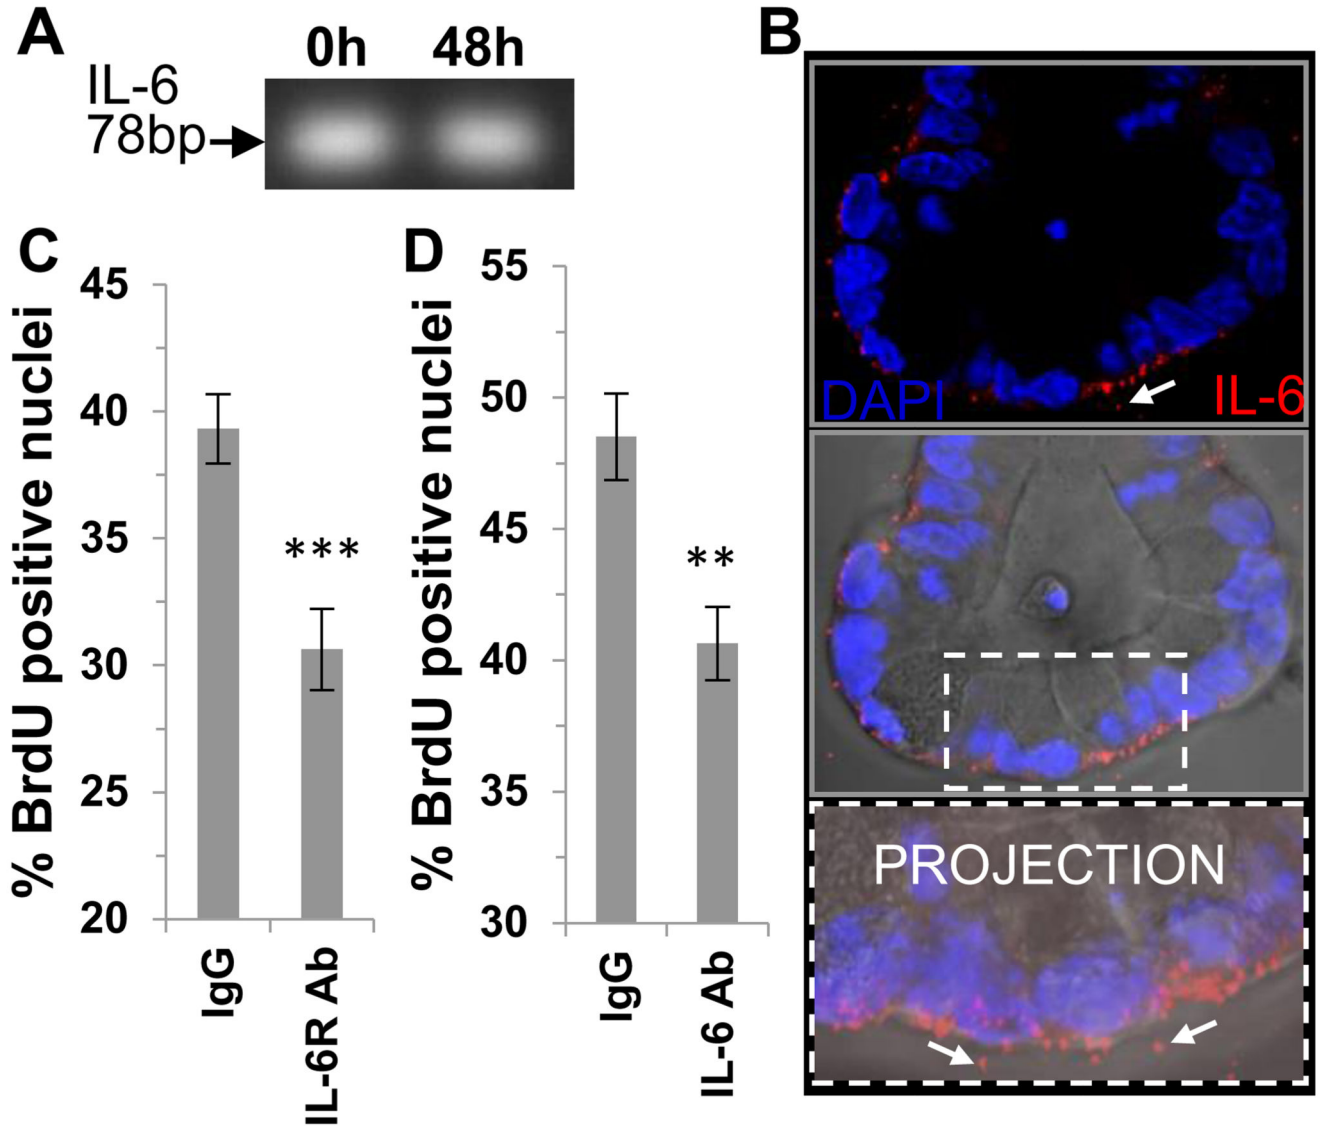 A
0h 48h
IL-6
78bp
B
DAPI
IL-6
PROJECTION
C
% BrdU positive nuclei
45
40
35
30
25
20
***
IgG
IL-6R Ab
D
% BrdU positive nuclei
55
50
45
40
35
30
**
IgG
IL-6 Ab